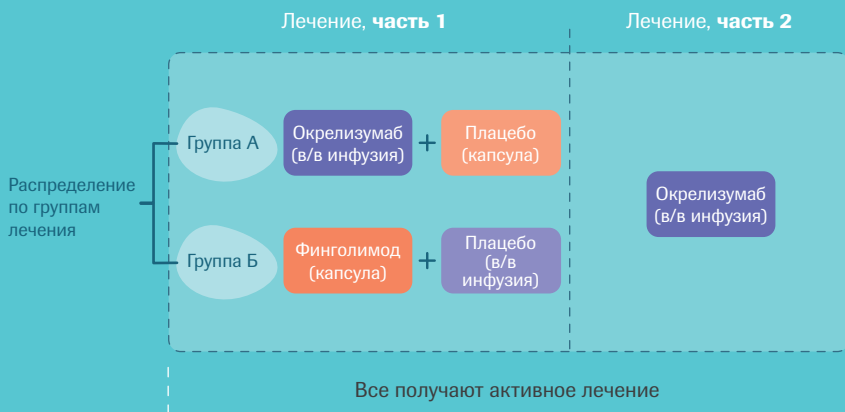 Лечение, часть 1
Лечение, часть 2
Распределение
по группам
лечения
Группа А
Окрелизумаб
(в/в инфузия)
+
Плацебо
(капсула)
Группа Б
Финголимод
(капсула)
+
Плацебо
(в/в
инфузия)
Окрелизумаб
(в/в инфузия)
Все получают активное лечение